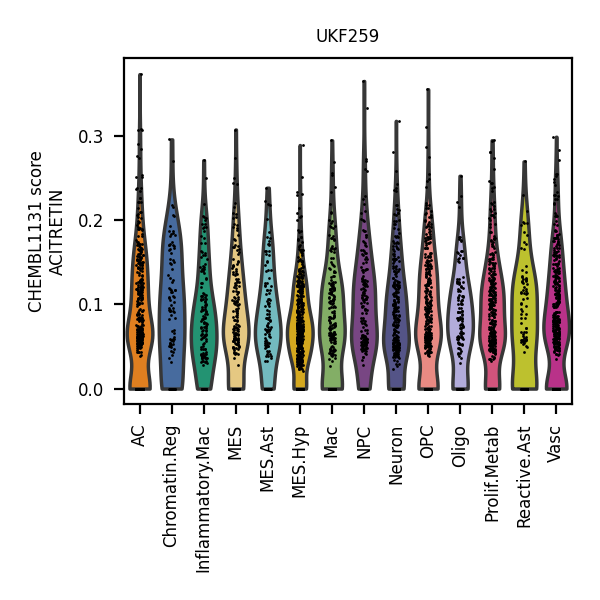 UKF259
CHEMBL1131 score
ACITRETIN
0.3
0.2
0.1
0.0
AC
Chromatin.Reg
Inflammatory.Mac
MES
MES.Ast
MES.Hyp
Mac
NPC
Neuron
OPC
Oligo
Prolif.Metab
Reactive.Ast
Vasc